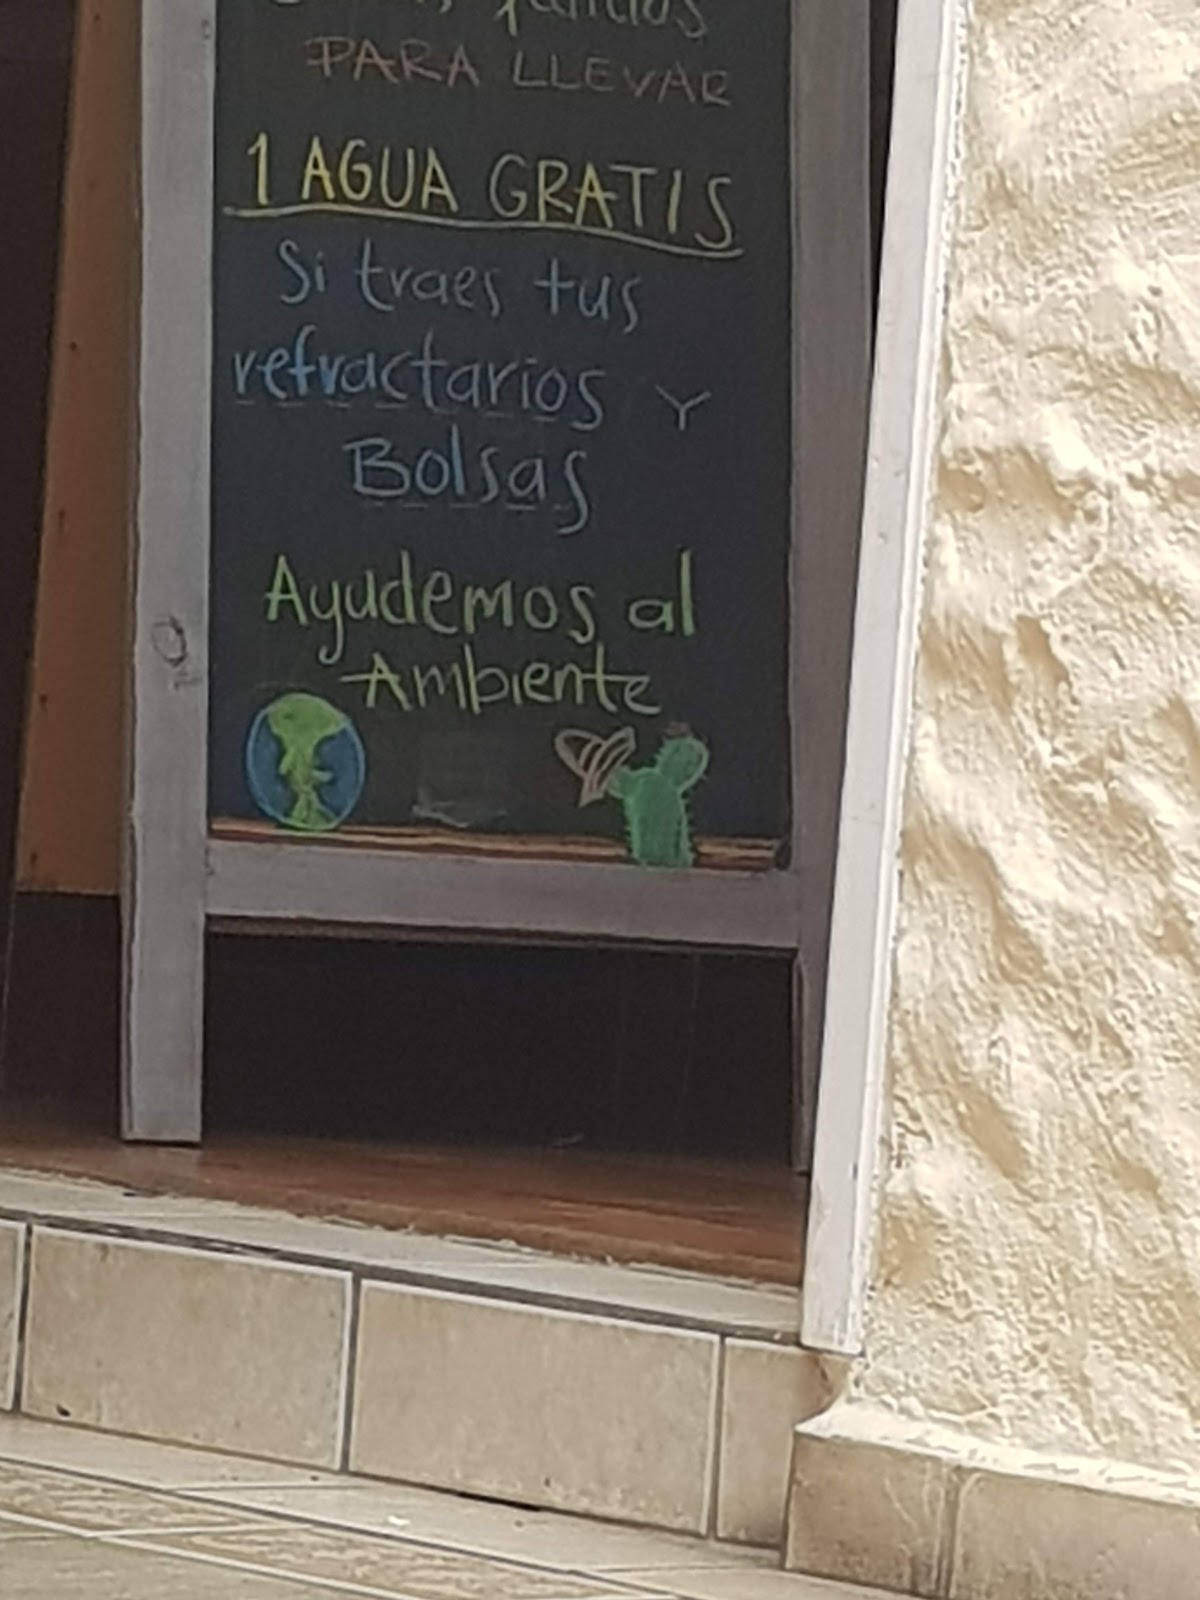 PARA LLEVAR
1 AGUA GRATIS
Si traes tus
refractarios Y
Bolsas
Ayudemos al
Ambiente